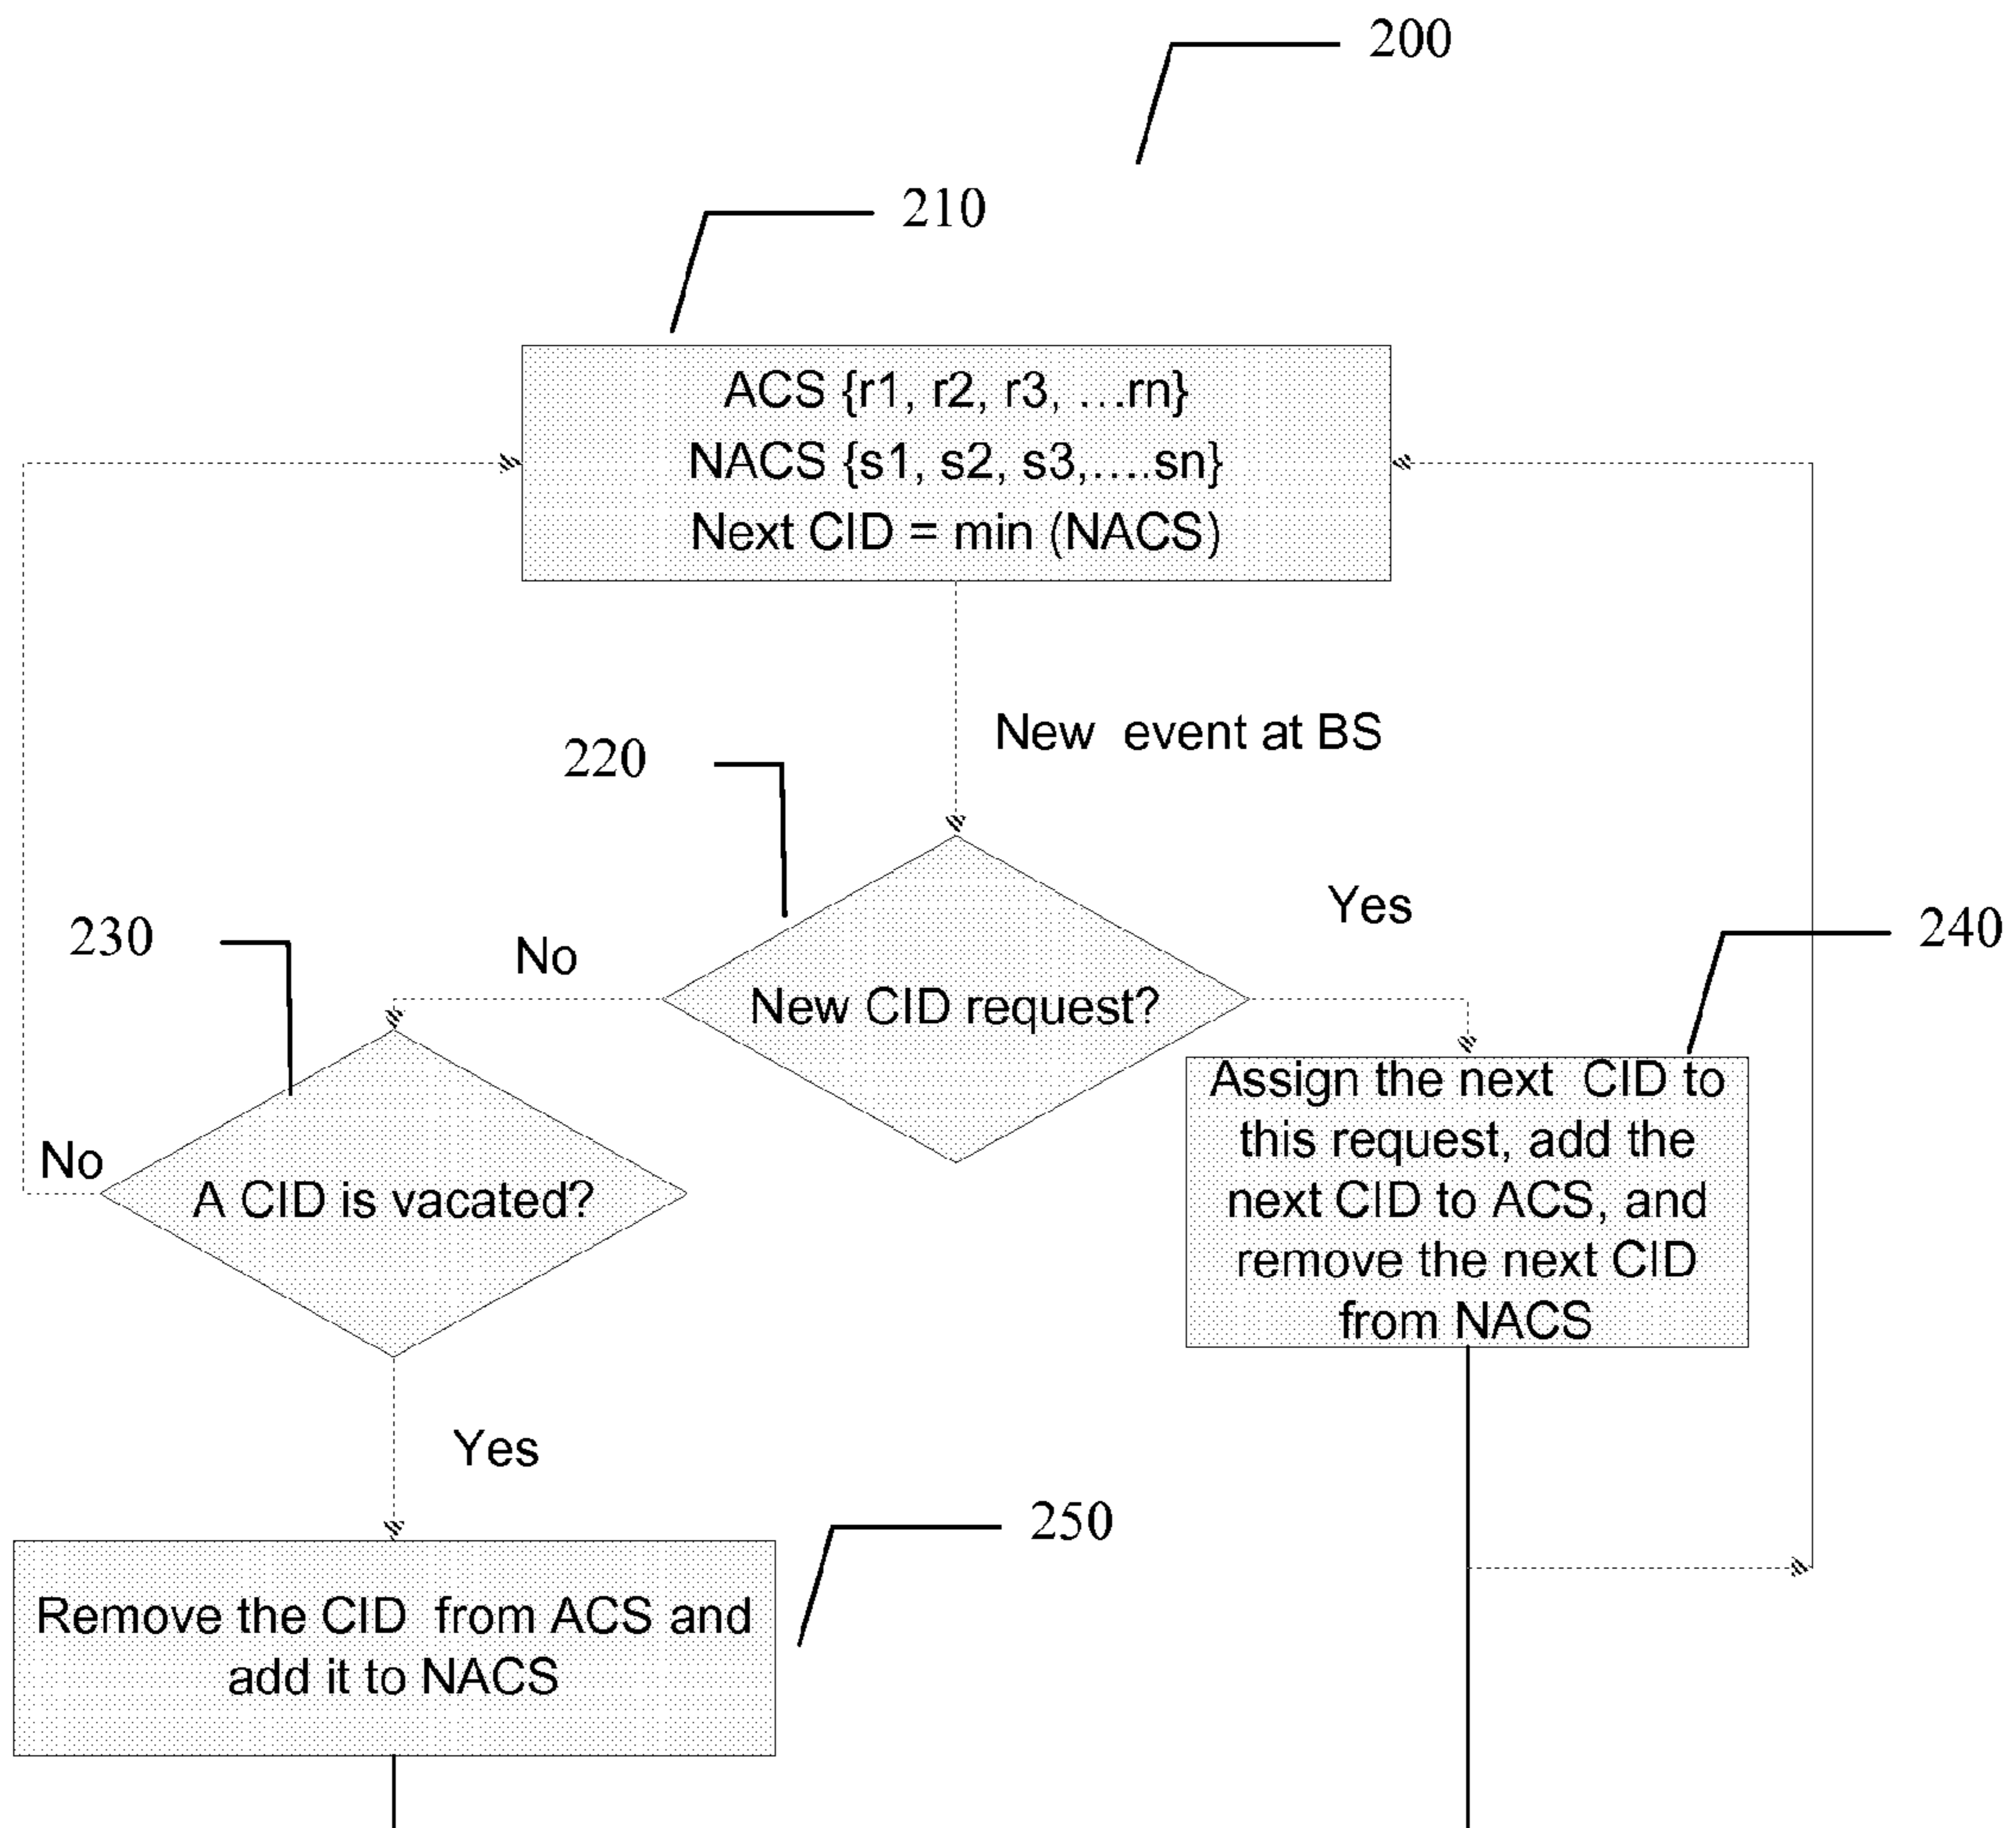 200
210
ACS {r1, r2, r3, ...rn}
NACS {s1, s2, s3,....sn}
Next CID = min (NACS)
New event at BS
220
Yes
230
No
240
New CID request?
Assign the next CID to
this request, add the
next CID to ACS, and
remove the next CID
from NACS
No
A CID is vacated?
Yes
250
Remove the CID from ACS and
add it to NACS